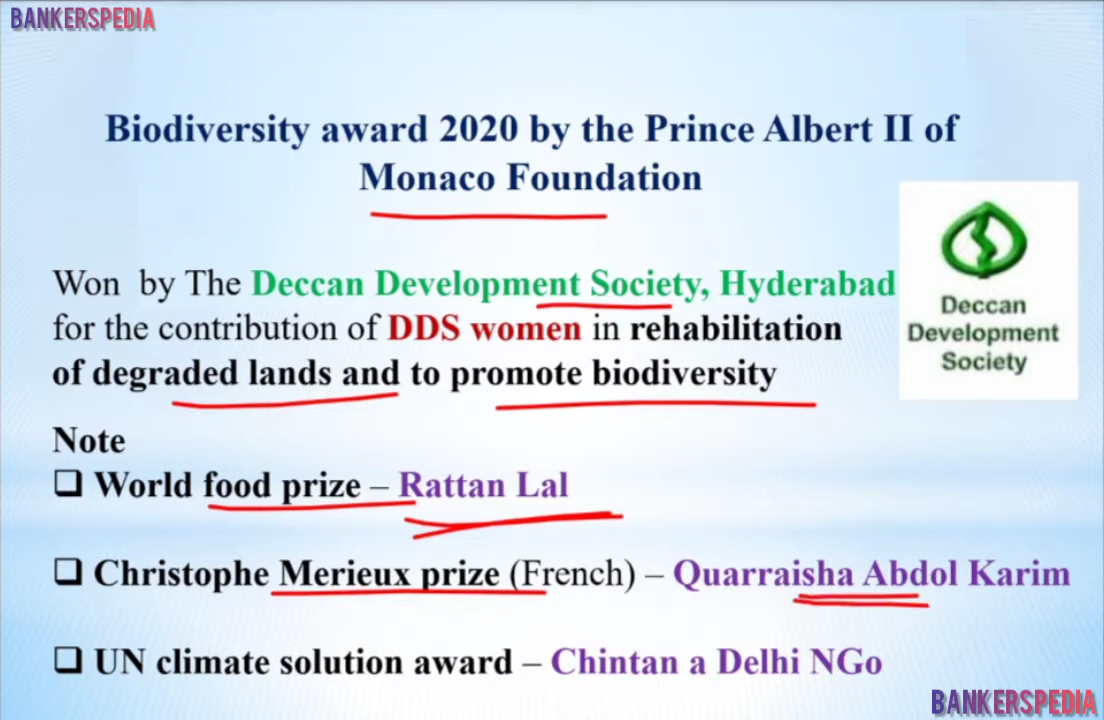 BANKERSPEDIA
Biodiversity award 2020 by the Prince Albert II of
Monaco Foundation
Won by The Deccan Development Society, Hyderabad
for the contribution of DDS women in rehabilitation
of degraded lands and to promote biodiversity
Deccan
Development
Society
Note
❑ World food prize – Rattan Lal
❑ Christophe Merieux prize (French) – Quarraisha Abdol Karim
❑ UN climate solution award – Chintan a Delhi NGo
BANKERSPEDIA